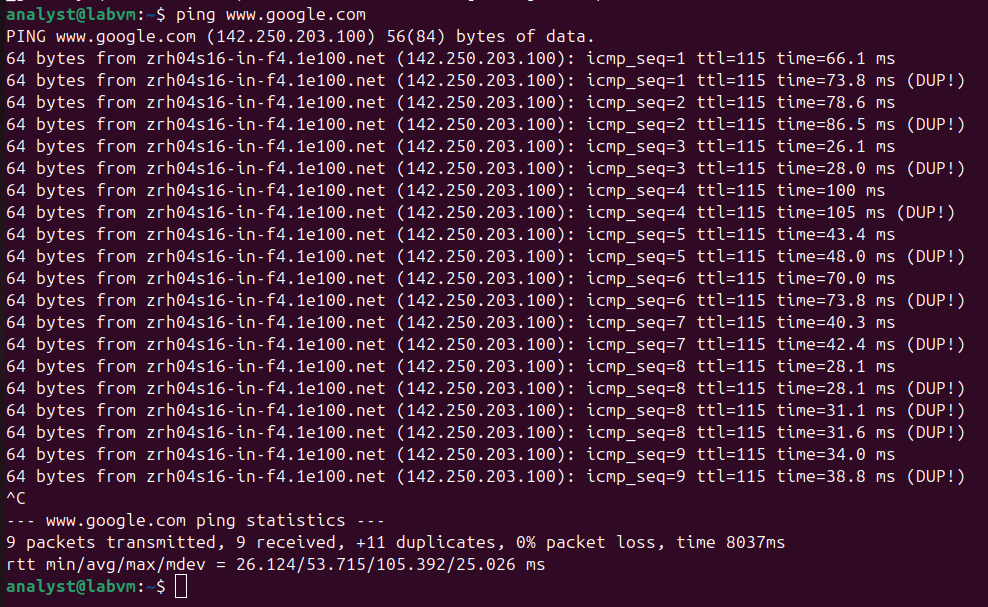 analyst@labvm:~$ ping www.google.com
PING www.google.com (142.250.203.100) 56(84) bytes of data.
64 bytes from zrh04s16-in-f4.1e100.net (142.250.203.100): icmp_seq=1 ttl=115 time=66.1 ms
64 bytes from zrh04s16-in-f4.1e100.net (142.250.203.100): icmp_seq=1 ttl=115 time=73.8 ms (DUP!)
64 bytes from zrh04s16-in-f4.1e100.net (142.250.203.100): icmp_seq=2 ttl=115 time=78.6 ms
64 bytes from zrh04s16-in-f4.1e100.net (142.250.203.100): icmp_seq=2 ttl=115 time=86.5 ms (DUP!)
64 bytes from zrh04s16-in-f4.1e100.net (142.250.203.100): icmp_seq=3 ttl=115 time=26.1 ms
64 bytes from zrh04s16-in-f4.1e100.net (142.250.203.100): icmp_seq=3 ttl=115 time=28.0 ms (DUP!)
64 bytes from zrh04s16-in-f4.1e100.net (142.250.203.100): icmp_seq=4 ttl=115 time=100 ms
64 bytes from zrh04s16-in-f4.1e100.net (142.250.203.100): icmp_seq=4 ttl=115 time=105 ms (DUP!)
64 bytes from zrh04s16-in-f4.1e100.net (142.250.203.100): icmp_seq=5 ttl=115 time=43.4 ms
64 bytes from zrh04s16-in-f4.1e100.net (142.250.203.100): icmp_seq=5 ttl=115 time=48.0 ms (DUP!)
64 bytes from zrh04s16-in-f4.1e100.net (142.250.203.100): icmp_seq=6 ttl=115 time=70.0 ms
64 bytes from zrh04s16-in-f4.1e100.net (142.250.203.100): icmp_seq=6 ttl=115 time=73.8 ms (DUP!)
64 bytes from zrh04s16-in-f4.1e100.net (142.250.203.100): icmp_seq=7 ttl=115 time=40.3 ms
64 bytes from zrh04s16-in-f4.1e100.net (142.250.203.100): icmp_seq=7 ttl=115 time=42.4 ms (DUP!)
64 bytes from zrh04s16-in-f4.1e100.net (142.250.203.100): icmp_seq=8 ttl=115 time=28.1 ms
64 bytes from zrh04s16-in-f4.1e100.net (142.250.203.100): icmp_seq=8 ttl=115 time=28.1 ms (DUP!)
64 bytes from zrh04s16-in-f4.1e100.net (142.250.203.100): icmp_seq=8 ttl=115 time=31.1 ms (DUP!)
64 bytes from zrh04s16-in-f4.1e100.net (142.250.203.100): icmp_seq=8 ttl=115 time=31.6 ms (DUP!)
64 bytes from zrh04s16-in-f4.1e100.net (142.250.203.100): icmp_seq=9 ttl=115 time=34.0 ms
64 bytes from zrh04s16-in-f4.1e100.net (142.250.203.100): icmp_seq=9 ttl=115 time=38.8 ms (DUP!)
^C
--- www.google.com ping statistics ---
9 packets transmitted, 9 received, +11 duplicates, 0% packet loss, time 8037ms
rtt min/avg/max/mdev = 26.124/53.715/105.392/25.026 ms
analyst@labvm:~$